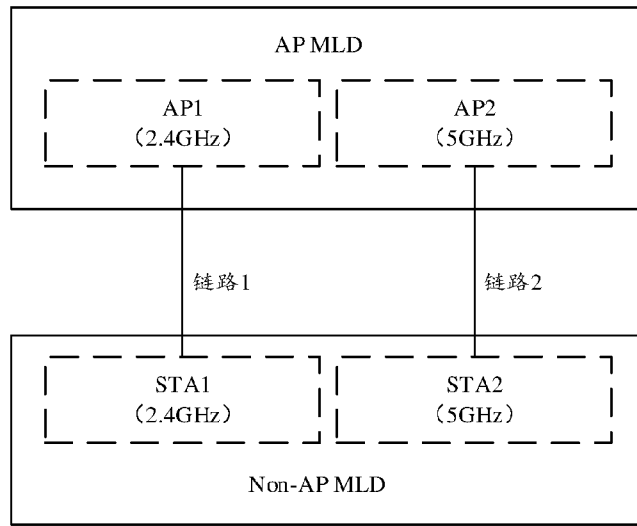 AP MLD
AP1
（2.4GHz）
AP2
（5GHz）
链路1
链路2
STA1
（2.4GHz）
STA2
（5GHz）
Non-AP MLD